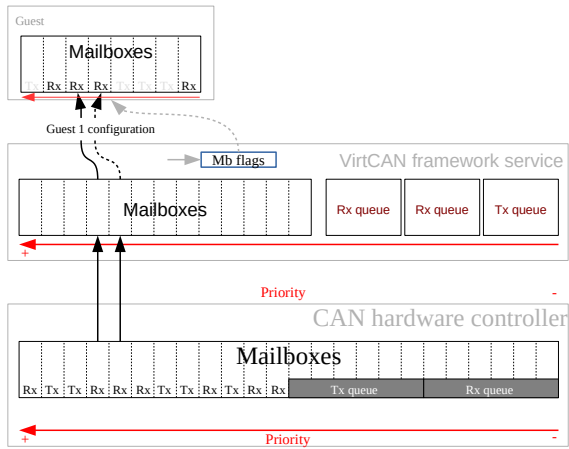 Guest
Mailboxes
Tx Rx Rx Rx Tx Tx Tx Rx
Guest 1 configuration
Mb flags
VirtCAN framework service
Mailboxes
Rx queue Rx queue Tx queue
+
Priority -
CAN hardware controller
Mailboxes
Rx Tx Tx Rx Rx Rx Tx Rx Tx Rx Tx Rx Tx queue Rx queue
+ Priority -